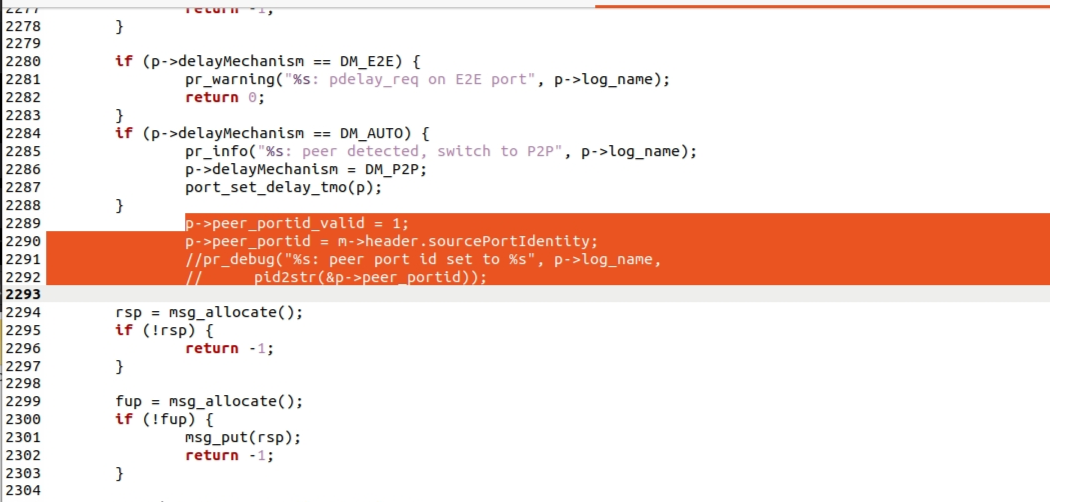 2277 return -1;
2278 }
2279
2280 if (p->delayMechanism == DM_E2E) {
2281 pr_warning("%s: pdelay_req on E2E port", p->log_name);
2282 return 0;
2283 }
2284 if (p->delayMechanism == DM_AUTO) {
2285 pr_info("%s: peer detected, switch to P2P", p->log_name);
2286 p->delayMechanism = DM_P2P;
2287 port_set_delay_tmo(p);
2288 }
2289 p->peer_portid_valid = 1;
2290 p->peer_portid = m->header.sourcePortIdentity;
2291 //pr_debug("%s: peer port id set to %s", p->log_name,
2292 // pid2str(&p->peer_portid));
2293
2294 rsp = msg_allocate();
2295 if (!rsp) {
2296 return -1;
2297 }
2298
2299 fup = msg_allocate();
2300 if (!fup) {
2301 msg_put(rsp);
2302 return -1;
2303 }
2304